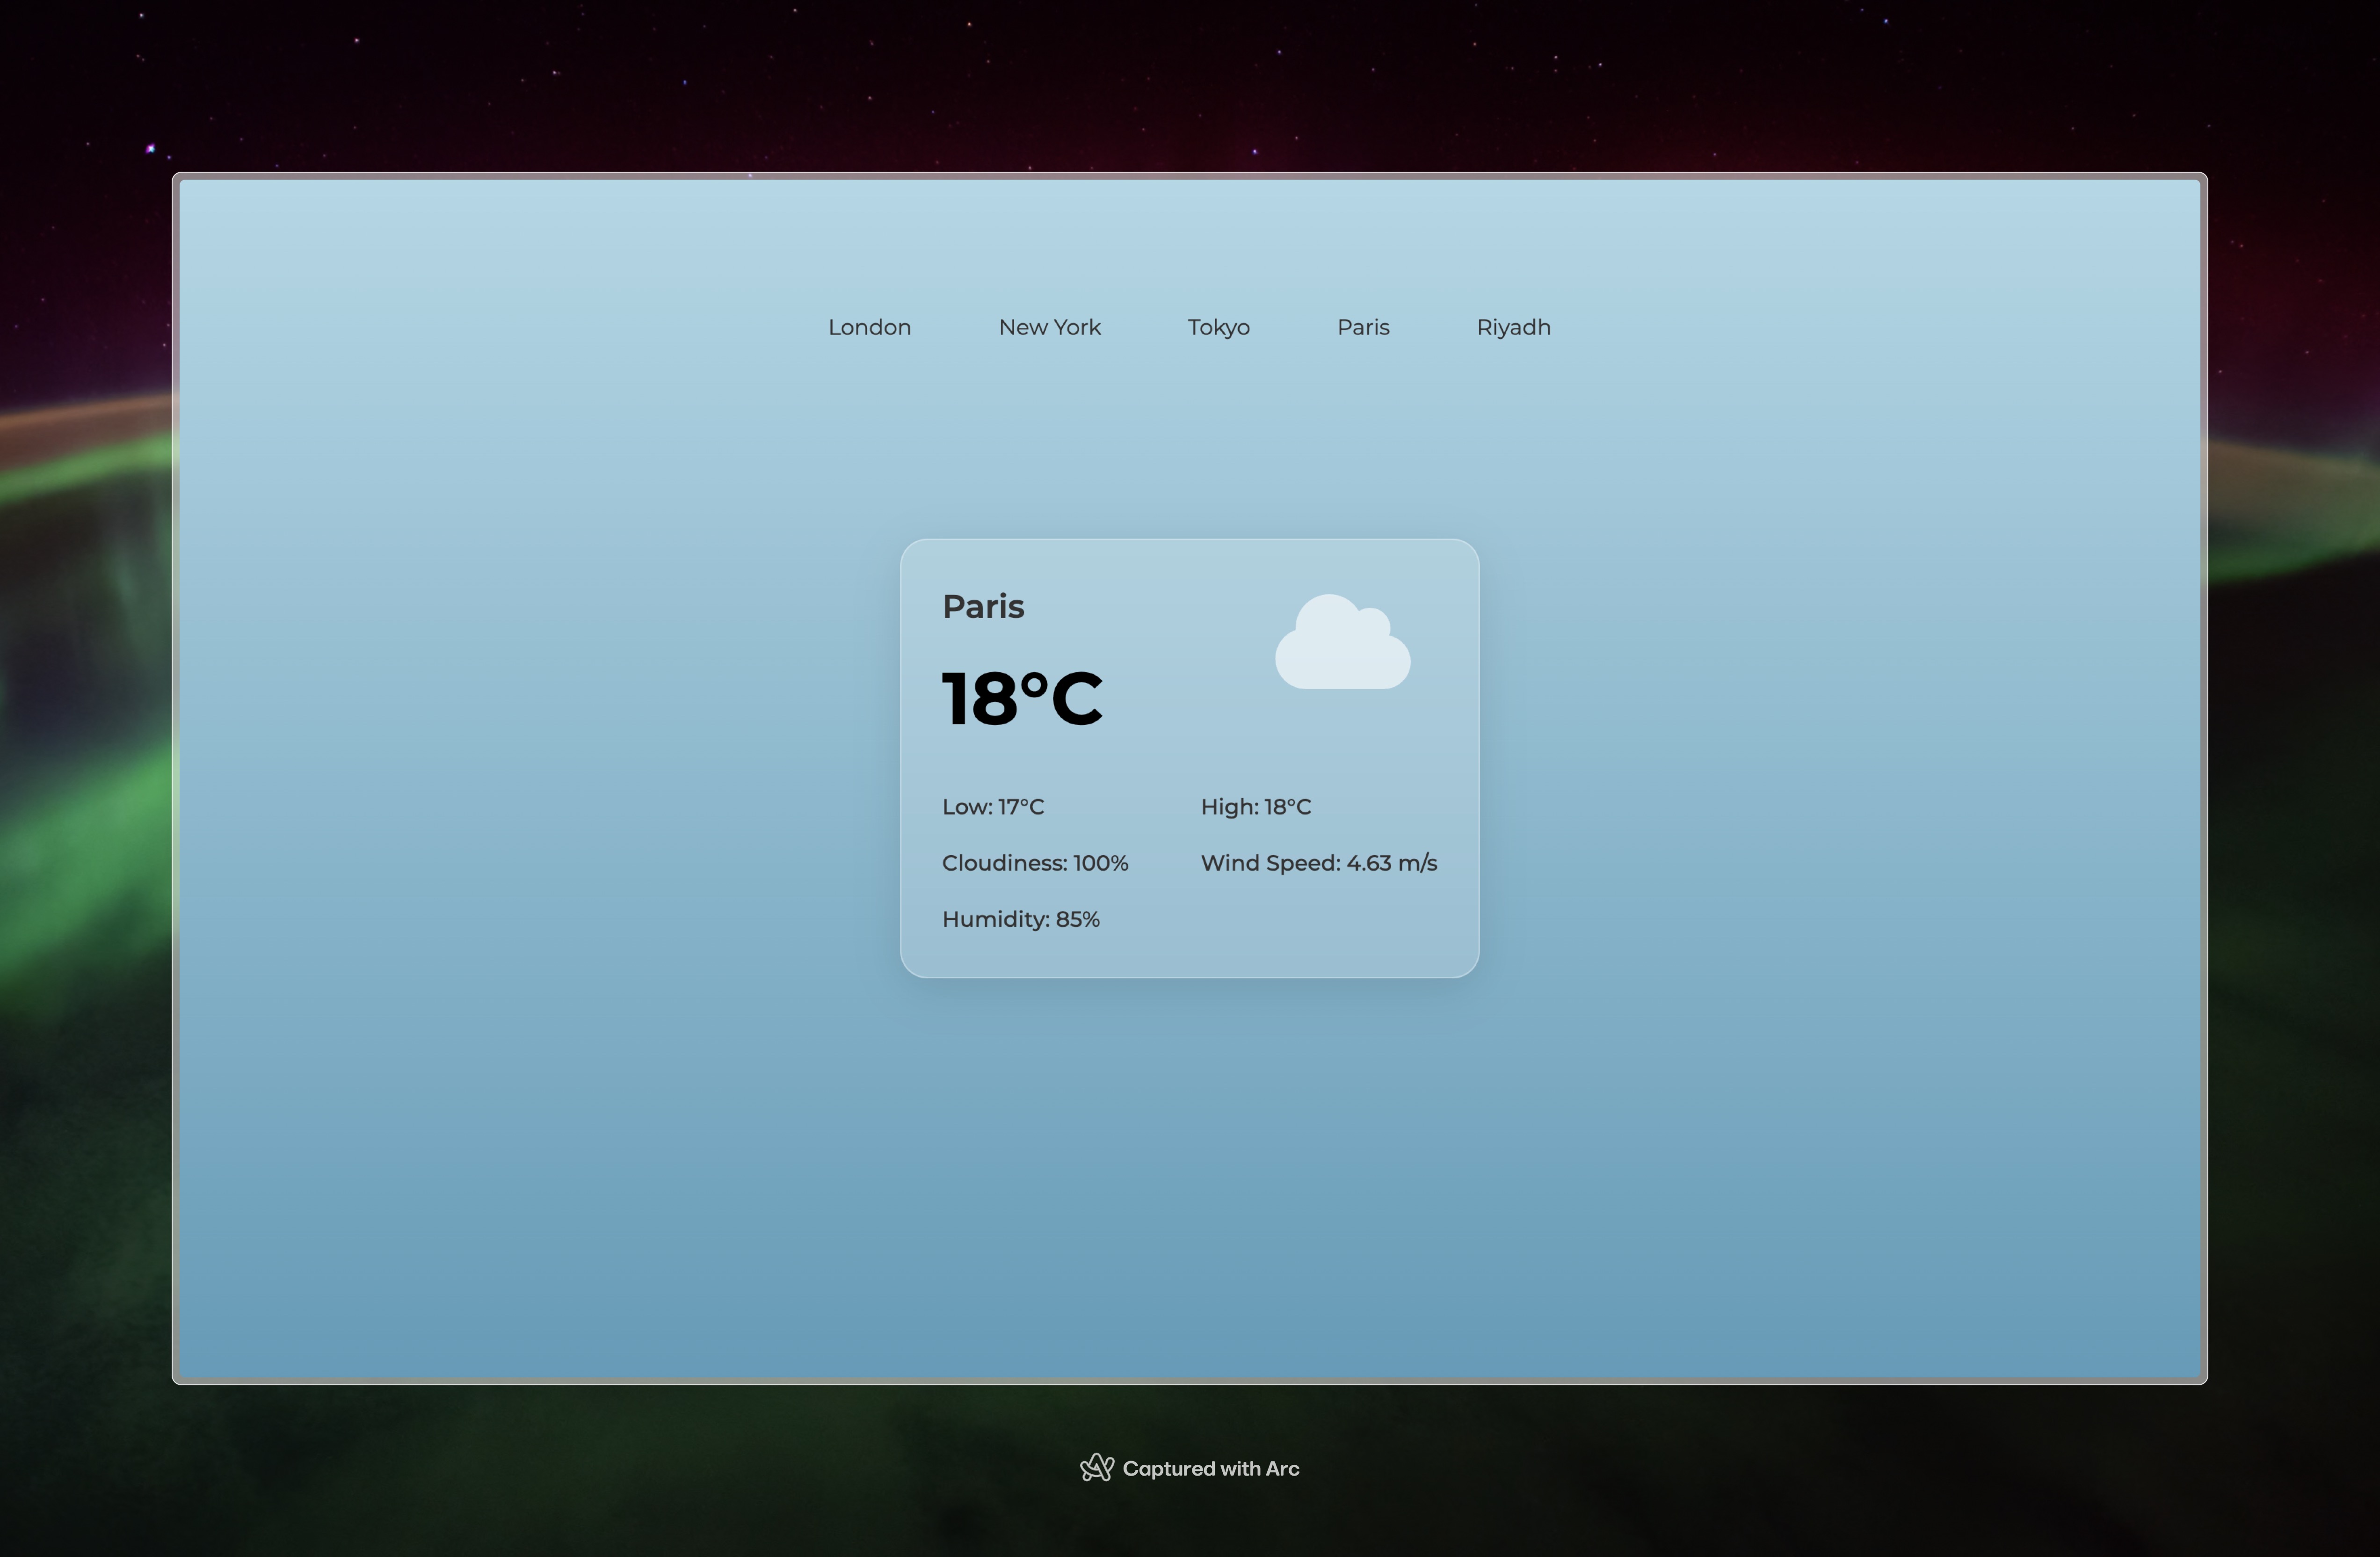 London New York Tokyo Paris Riyadh
Paris
18°C
Low: 17°C High: 18°C
Cloudiness: 100% Wind Speed: 4.63 m/s
Humidity: 85%
Captured with Arc